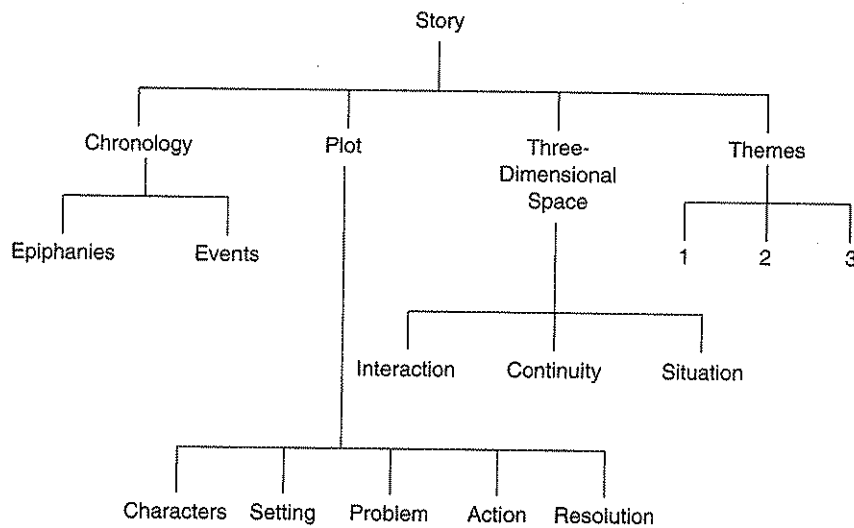 Story
Chronology
Plot
Three-
Dimensional
Space
Themes
Epiphanies
Events
1
2
3
Interaction
Continuity
Situation
Characters
Setting
Problem
Action
Resolution